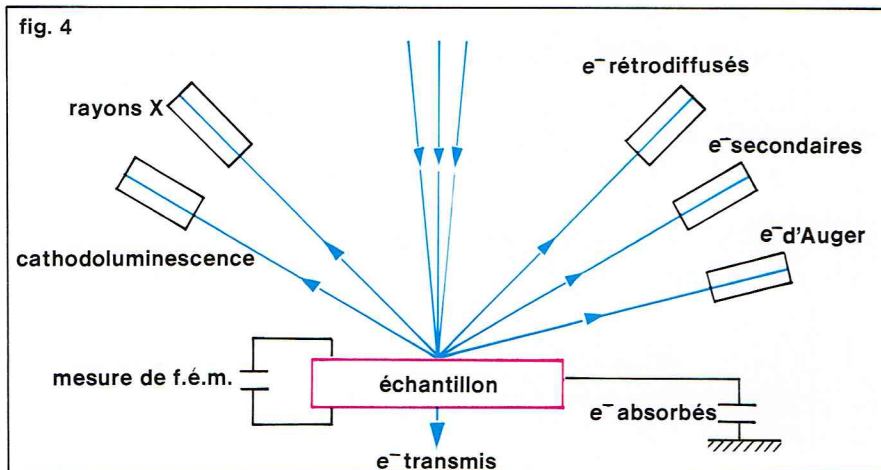 fig. 4
e⁻ rétrodiffusés
rayons X
e⁻ secondaires
e⁻ d'Auger
cathodoluminescence
mesure de f.é.m.
échantillon
e⁻ absorbés
e⁻ transmis